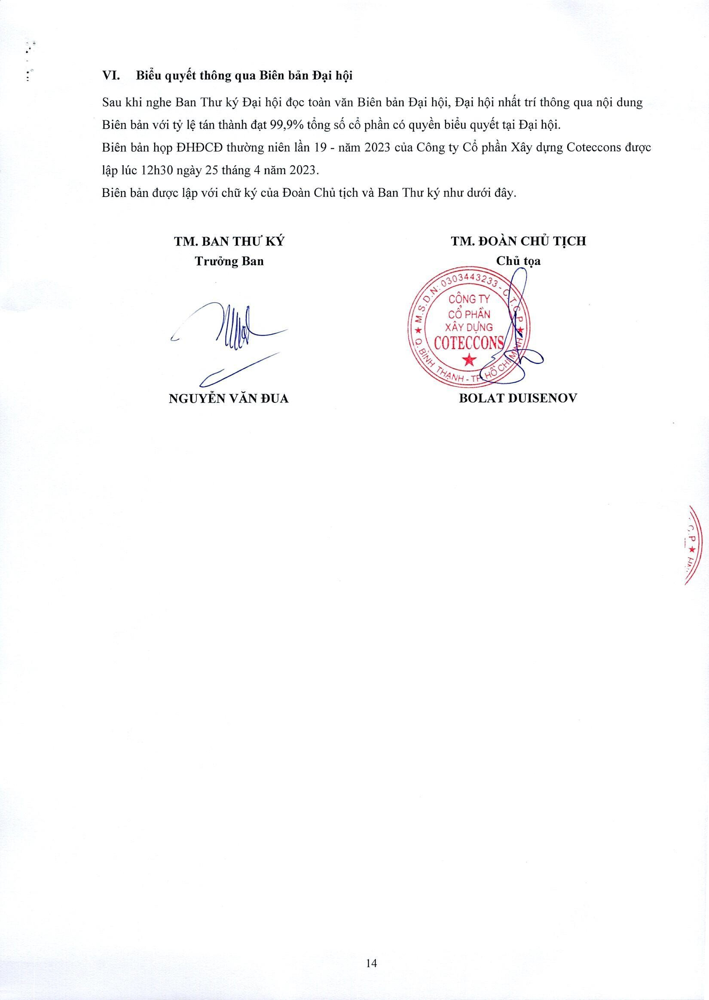 VI. Biểu quyết thông qua Biên bản Đại hội
Sau khi nghe Ban Thư ký Đại hội đọc toàn văn Biên bản Đại hội, Đại hội nhất trí thông qua nội dung
Biên bản với tỷ lệ tán thành đạt 99,9% tổng số cổ phần có quyền biểu quyết tại Đại hội.
Biên bản họp ĐHĐCĐ thường niên lần 19 - năm 2023 của Công ty Cổ phần Xây dựng Coteccons được
lập lúc 12h30 ngày 25 tháng 4 năm 2023.
Biên bản được lập với chữ ký của Đoàn Chủ tịch và Ban Thư ký như dưới đây.
TM. BAN THƯ KÝ
Trưởng Ban
NGUYỄN VĂN ĐUA
TM. ĐOÀN CHỦ TỊCH
Chủ tọa
M.S.D.N: 0303443233 - C.T.C.P
CÔNG TY
CỔ PHẦN
XÂY DỰNG
COTECCONS
Q. BÌNH THẠNH - TP. HỒ CHÍ MINH
BOLAT DUISENOV
C.P
14